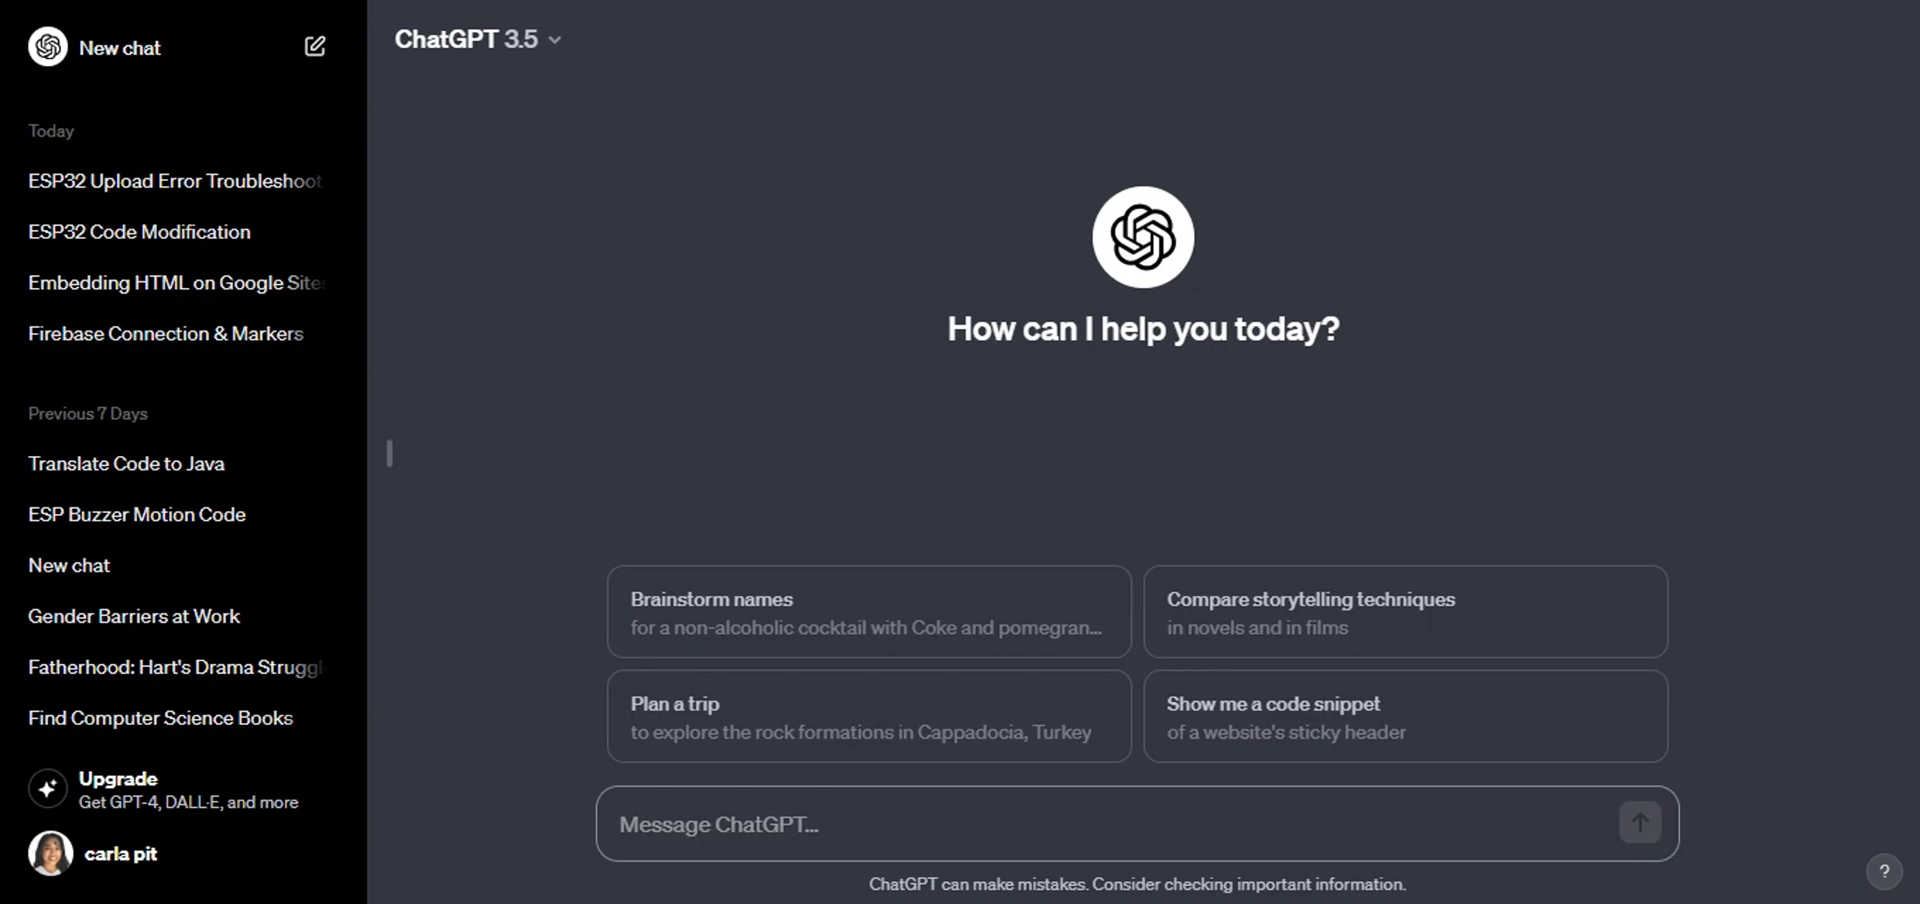 New chat
Today
ESP32 Upload Error Troubleshoot
ESP32 Code Modification
Embedding HTML on Google Sites
Firebase Connection & Markers
Previous 7 Days
Translate Code to Java
ESP Buzzer Motion Code
New chat
Gender Barriers at Work
Fatherhood: Hart's Drama Struggl
Find Computer Science Books
Upgrade
Get GPT-4, DALL·E, and more
carla pit
ChatGPT 3.5
How can I help you today?
Brainstorm names
for a non-alcoholic cocktail with Coke and pomegran...
Compare storytelling techniques
in novels and in films
Plan a trip
to explore the rock formations in Cappadocia, Turkey
Show me a code snippet
of a website's sticky header
Message ChatGPT...
ChatGPT can make mistakes. Consider checking important information.
?